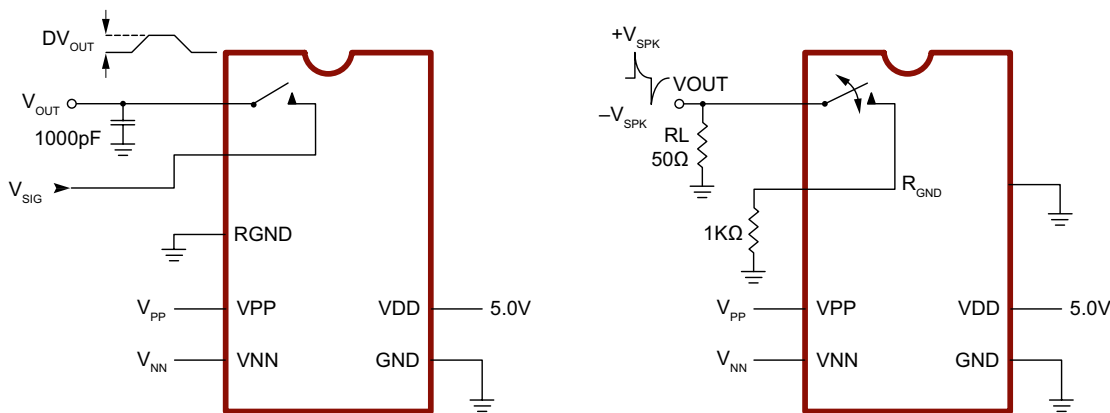 DV_OUT
V_OUT
1000pF
V_SIG
RGND
V_PP
VPP
VDD
5.0V
V_NN
VNN
GND
+V_SPK
VOUT
–V_SPK
RL
50Ω
R_GND
1KΩ
V_PP
VPP
VDD
5.0V
V_NN
VNN
GND